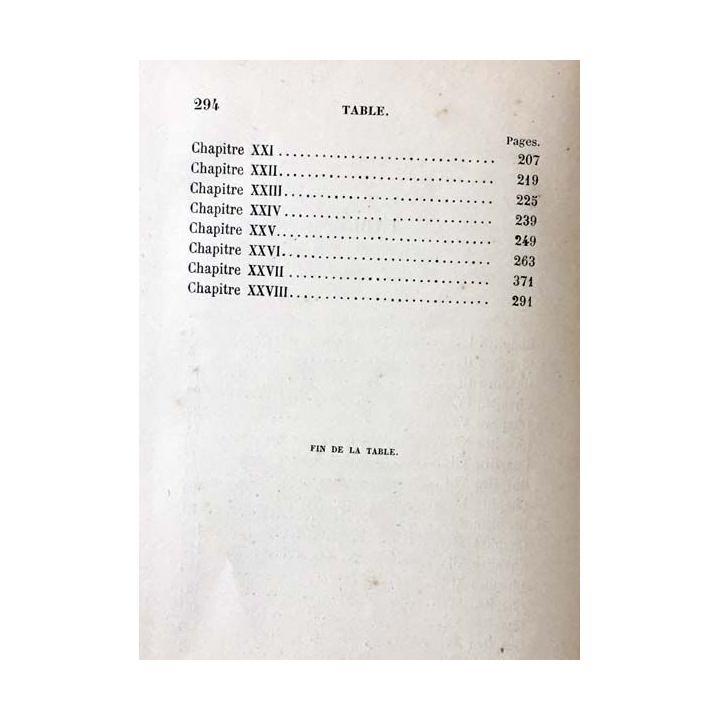 294 TABLE.
Pages.
Chapitre XXI ................................ 207
Chapitre XXII................................ 219
Chapitre XXIII............................... 225
Chapitre XXIV ............... ............... 239
Chapitre XXV................................. 249
Chapitre XXVI................................ 263
Chapitre XXVII .............................. 371
Chapitre XXVIII.............................. 291
FIN DE LA TABLE.